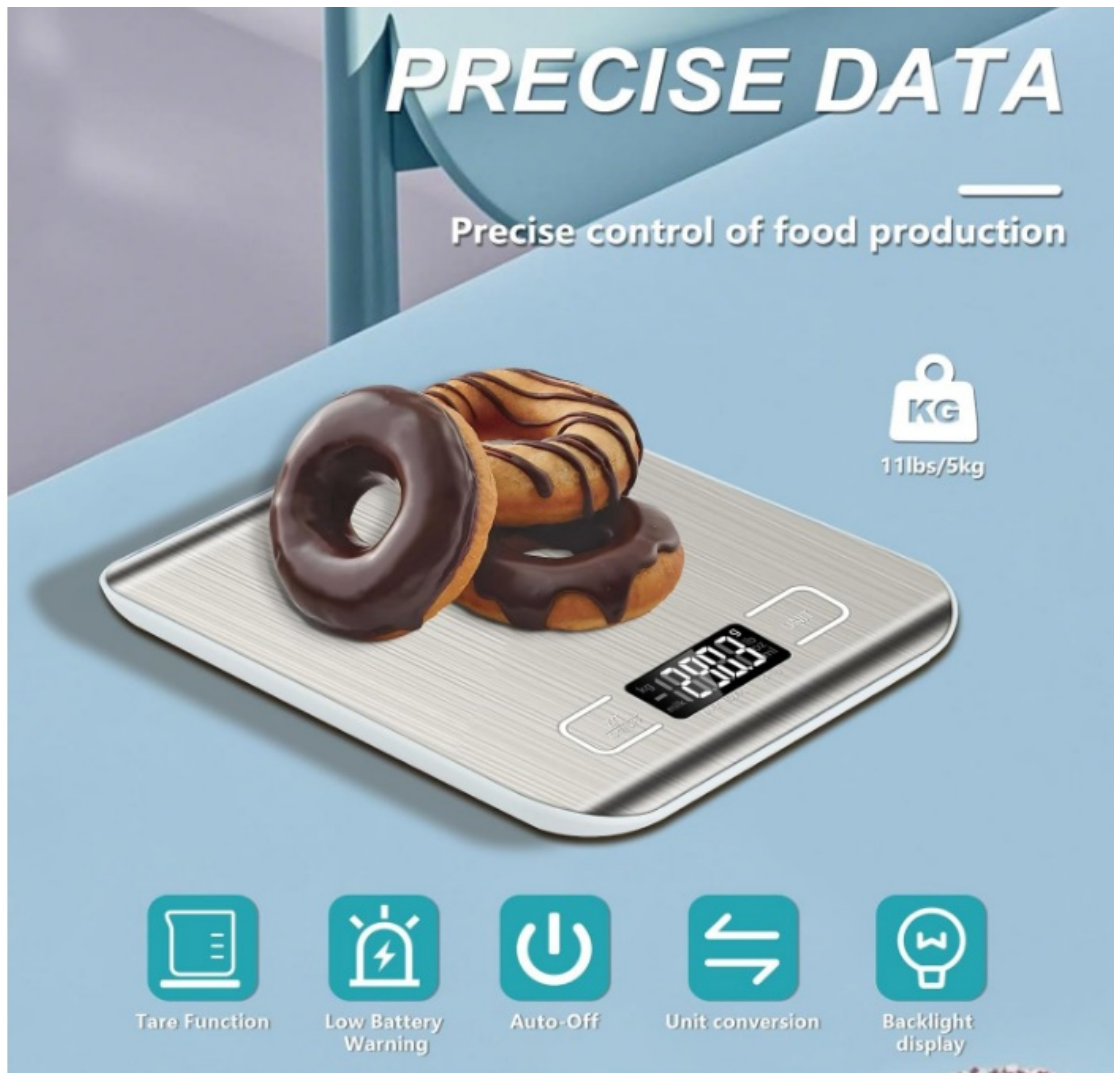 PRECISE DATA
Precise control of food production
KG
11lbs/5kg
kg
g
Tare Function
Low Battery
Warning
Auto-Off
Unit conversion
Backlight
display